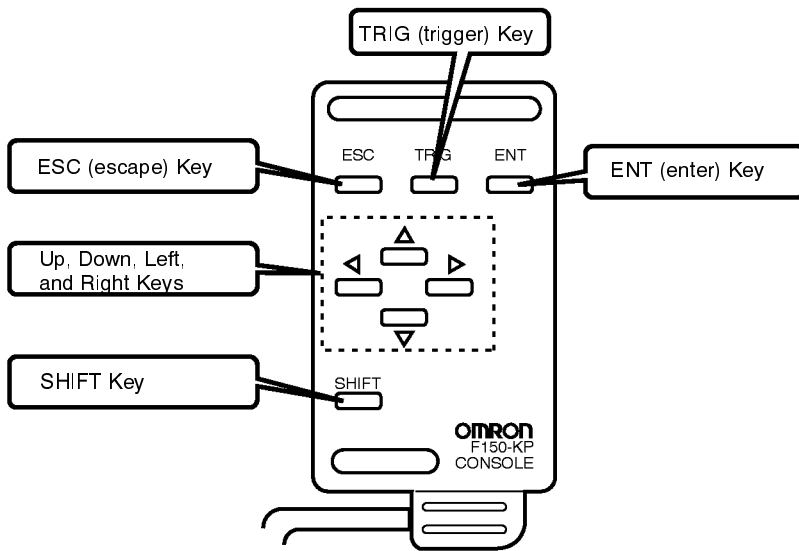 TRIG (trigger) Key
ESC TRIG ENT
ESC (escape) Key
ENT (enter) Key
Up, Down, Left,
and Right Keys
SHIFT
SHIFT Key
OMRON
F150-KP
CONSOLE